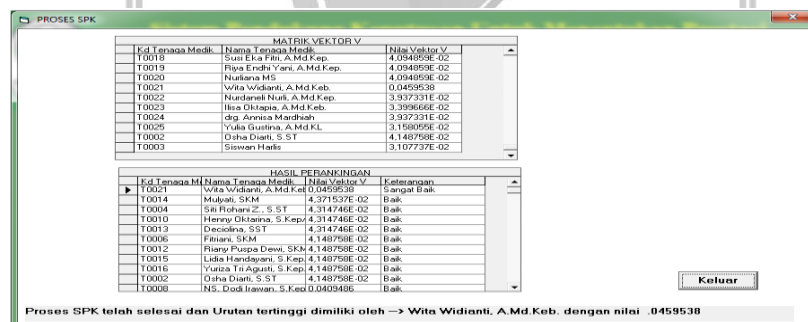 PROSES SPK
MATRIK VEKTOR V
Kd Tenaga Medik Nama Tenaga Medik Nilai Vektor V
T0018 Susi Eka Fitri, A.Md.Kep. 4,094859E-02
T0019 Riya Endhi Yani, A.Md.Kep. 4,094859E-02
T0020 Nurliana MS 4,094859E-02
T0021 Wita Widianti, A.Md.Keb. 0,0459538
T0022 Nurdaneli Nurli, A.Md.Kep. 3,937331E-02
T0023 Ilisa Oktapia, A.Md.Keb. 3,399666E-02
T0024 drg. Annisa Mardhiah 3,937331E-02
T0025 Yulia Gustina, A.Md.KL 3,158055E-02
T0002 Osha Diarti, S.ST 4,148758E-02
T0003 Siswan Harlis 3,107737E-02
HASIL PERANKINGAN
Kd Tenaga M Nama Tenaga Medik Nilai Vektor V Keterangan
T0021 Wita Widianti, A.Md.Keb 0,0459538 Sangat Baik
T0014 Mulyati, SKM 4,371537E-02 Baik
T0004 Siti Rohani Z., S.ST 4,314746E-02 Baik
T0010 Henny Oktarina, S.Kep/ 4,314746E-02 Baik
T0013 Deciolina, SST 4,314746E-02 Baik
T0006 Fitriani, SKM 4,148758E-02 Baik
T0012 Riany Puspa Dewi, SKM 4,148758E-02 Baik
T0015 Lidia Handayani, S.Kep. 4,148758E-02 Baik
T0016 Yuriza Tri Agusti, S.Kep. 4,148758E-02 Baik
T0002 Osha Diarti, S.ST 4,148758E-02 Baik
T0008 NS. Dodi Irawan, S.Kep 0,0409486 Baik
Keluar
Proses SPK telah selesai dan Urutan tertinggi dimiliki oleh --> Wita Widianti, A.Md.Keb. dengan nilai .0459538